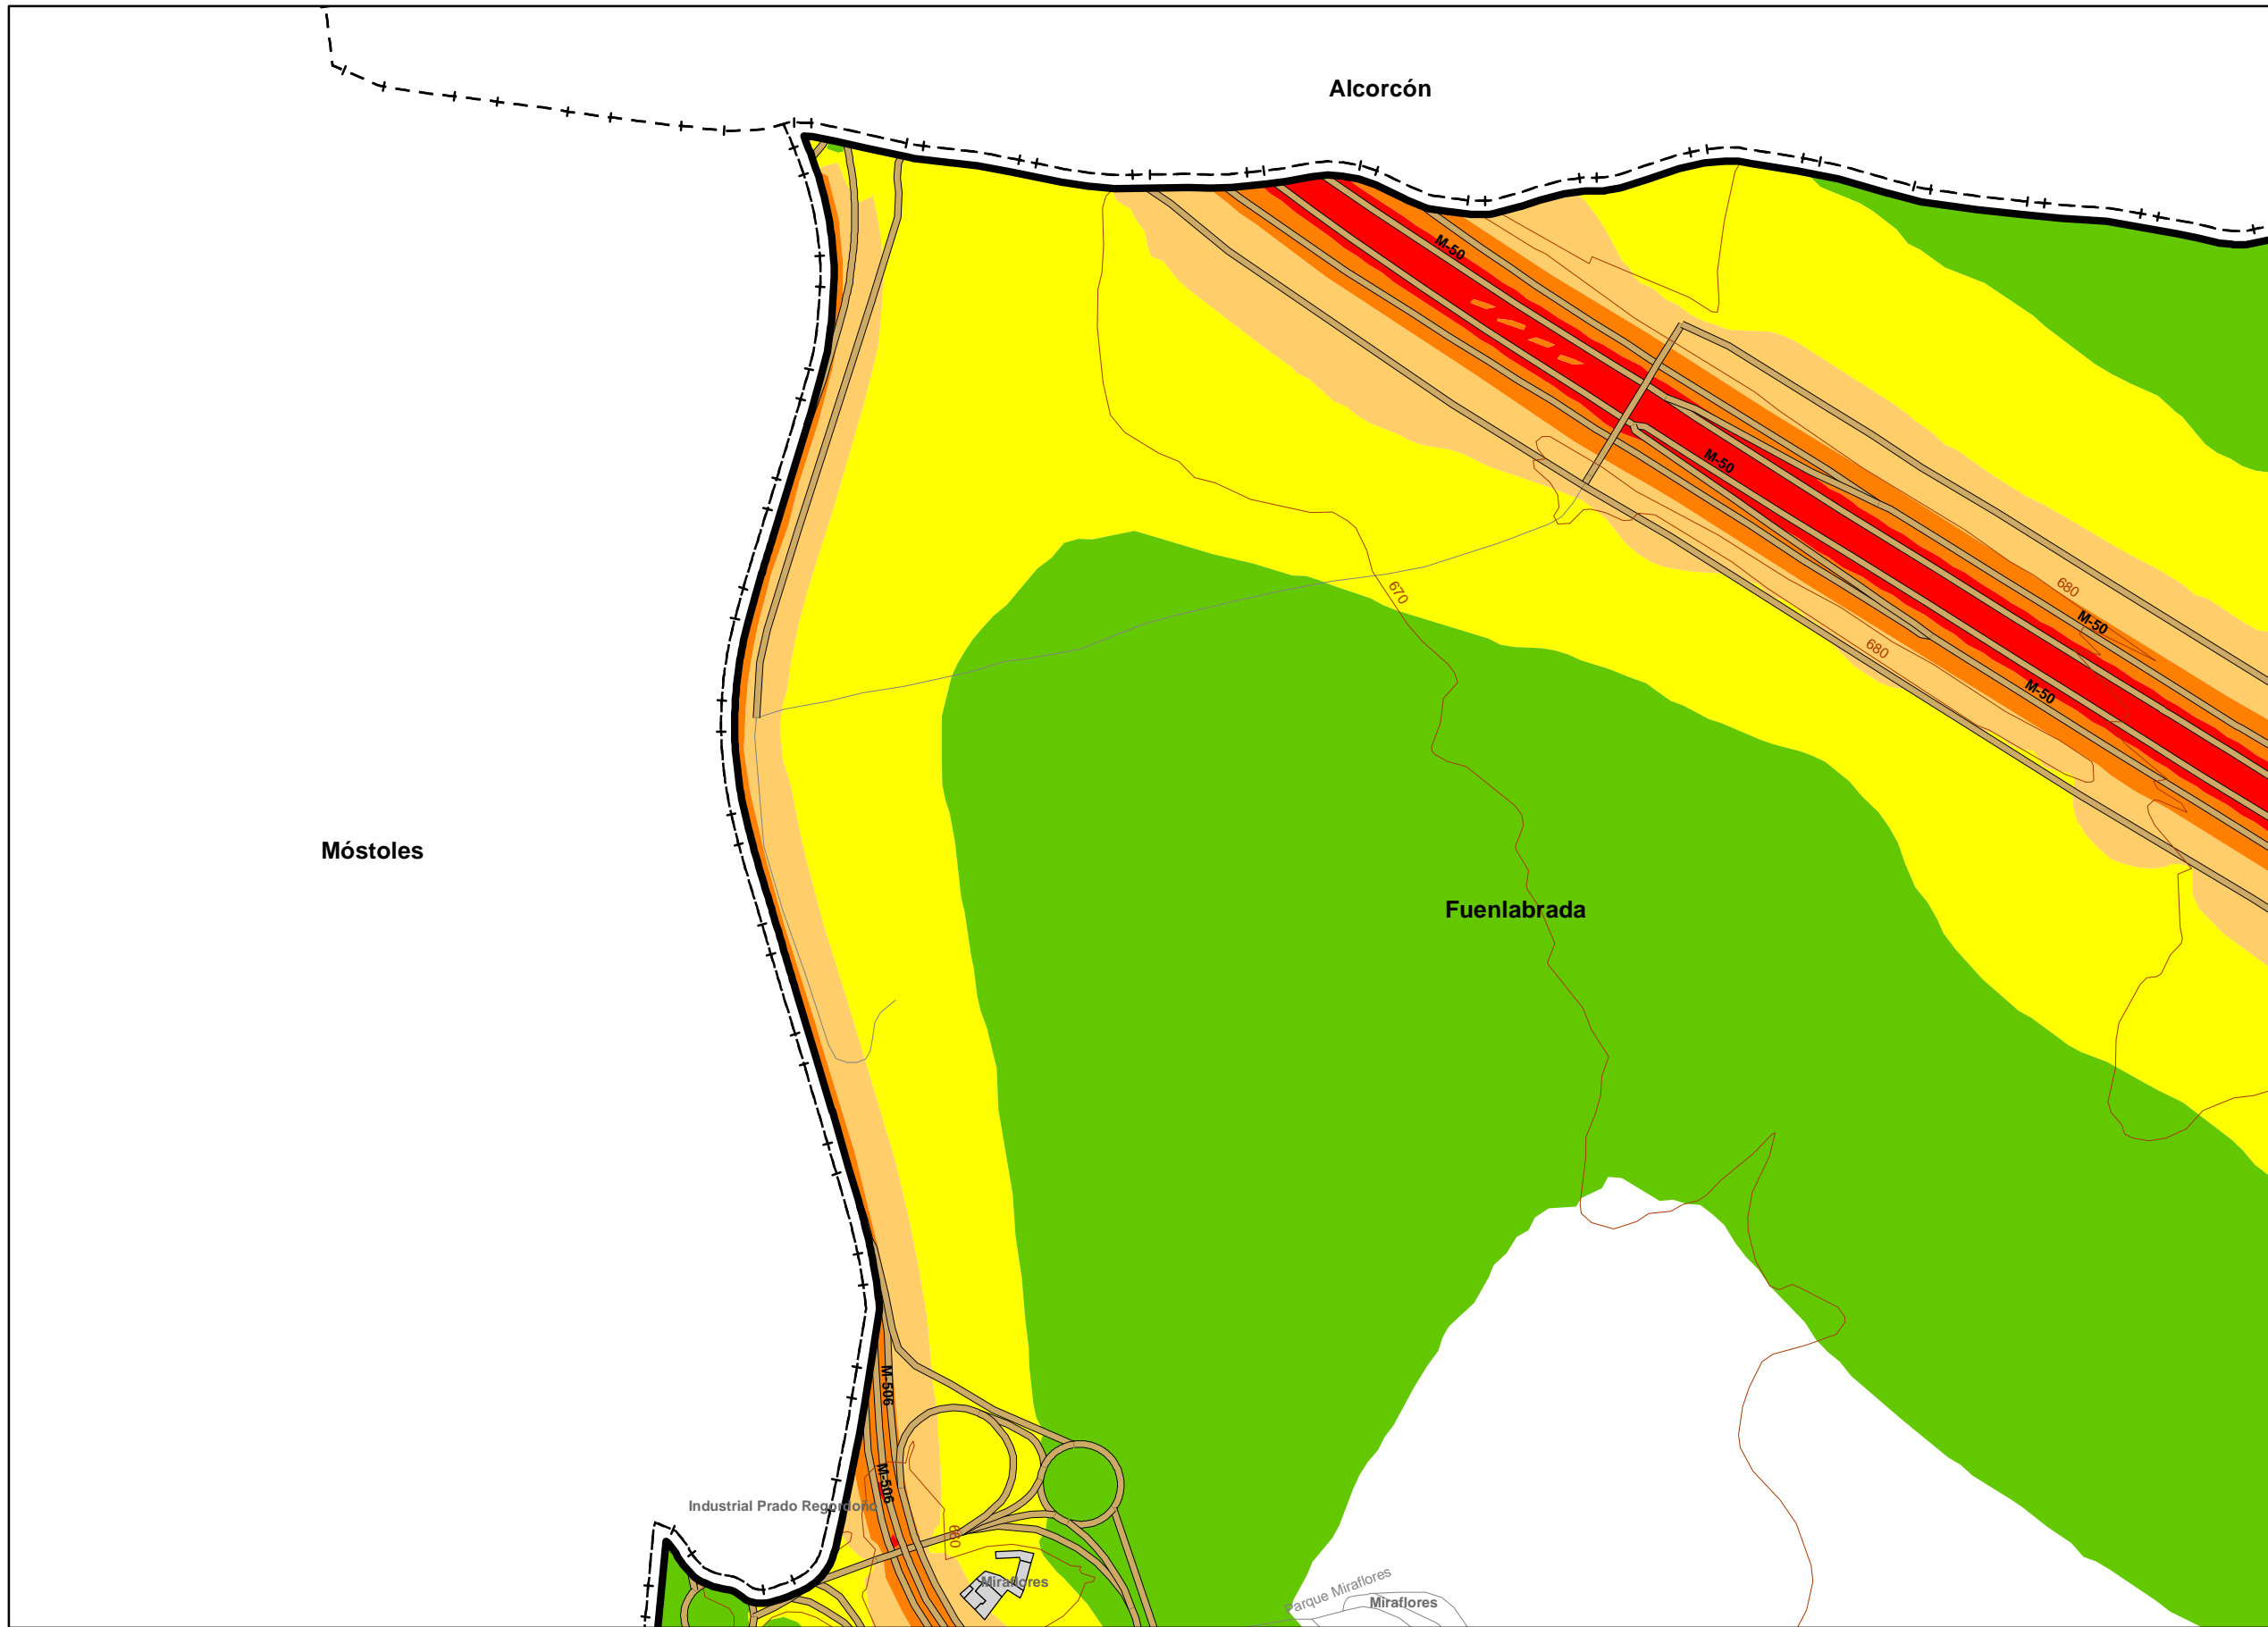 Alcorcón
M-50
M-50
680
670
M-50
680
M-50
Móstoles
Fuenlabrada
M-506
M-506
Industrial Prado Regordoño
660
Miraflores
Parque Miraflores
Miraflores